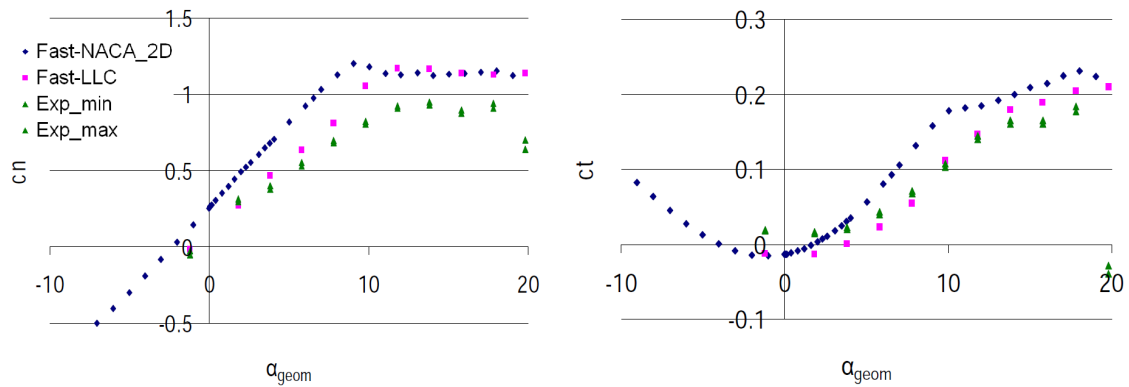 1.5
Fast-NACA_2D
Fast-LLC
Exp_min
Exp_max
1
0.5
0
-0.5
-10
0
10
20
cn
αgeom
0.3
0.2
0.1
0
-0.1
-10
0
10
20
ct
αgeom